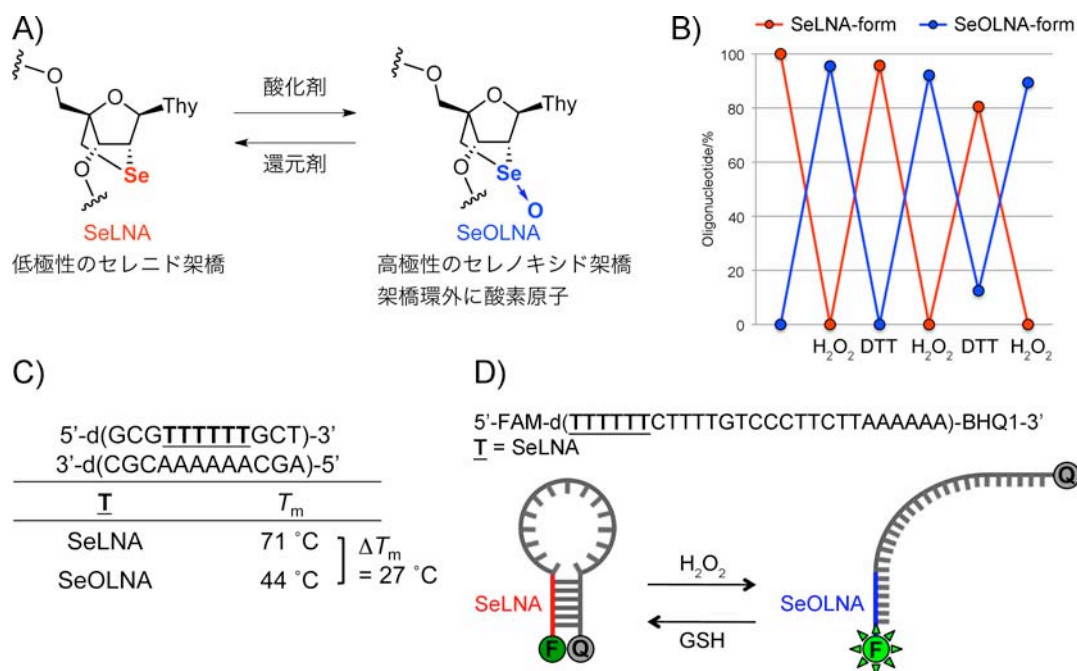 A)
O
O
Thy
O
Se
SeLNA
低極性のセレニド架橋
酸化剤
還元剤
O
O
Thy
O
Se
O
SeOLNA
高極性のセレノキシド架橋
架橋環外に酸素原子
B)
SeLNA-form SeOLNA-form
Oligonucleotide/%
100
80
60
40
20
0
H₂O₂ DTT H₂O₂ DTT H₂O₂
C)
5'-d(GCGTTTTTTGCT)-3'
3'-d(CGCAAAAAACGA)-5'
T Tm
SeLNA 71 °C
SeOLNA 44 °C
ΔTm
= 27 °C
D)
5'-FAM-d(TTTTTTCTTTTGTCCCTTCTTAAAAAA)-BHQ1-3'
T = SeLNA
SeLNA
F Q
H₂O₂
GSH
SeOLNA
Q
F